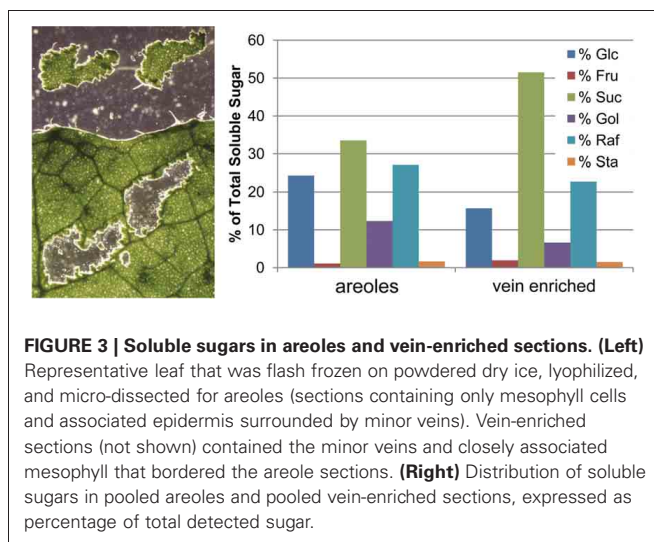 60
50
40
30
20
10
0
% of Total Soluble Sugar
% Glc
% Fru
% Suc
% Gol
% Raf
% Sta
areoles vein enriched
FIGURE 3 | Soluble sugars in areoles and vein-enriched sections. (Left)
Representative leaf that was flash frozen on powdered dry ice, lyophilized,
and micro-dissected for areoles (sections containing only mesophyll cells
and associated epidermis surrounded by minor veins). Vein-enriched
sections (not shown) contained the minor veins and closely associated
mesophyll that bordered the areole sections. (Right) Distribution of soluble
sugars in pooled areoles and pooled vein-enriched sections, expressed as
percentage of total detected sugar.